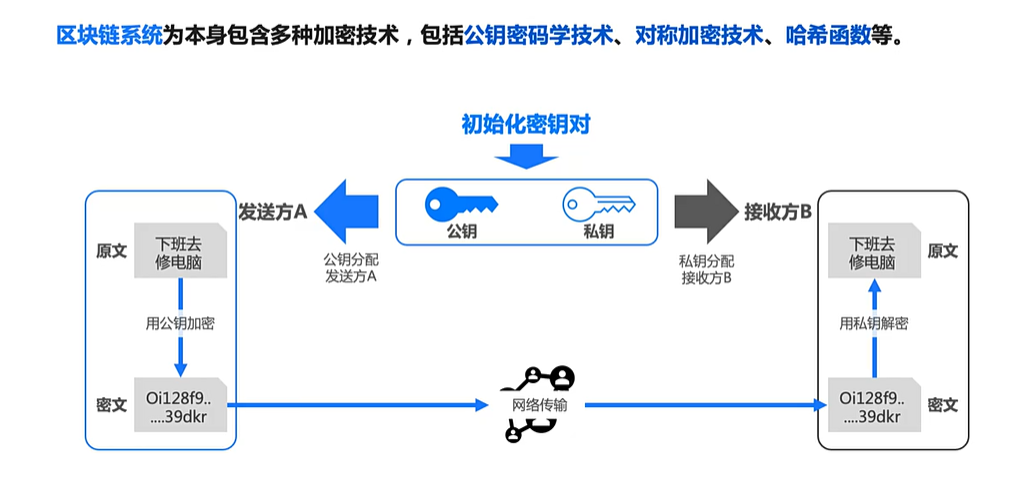 区块链系统为本身包含多种加密技术，包括公钥密码学技术、对称加密技术、哈希函数等。
初始化密钥对
发送方A
公钥
私钥
接收方B
公钥分配
发送方A
私钥分配
接收方B
原文
下班去
修电脑
用公钥加密
密文
Oi128f9..
....39dkr
网络传输
下班去
修电脑
原文
用私钥解密
Oi128f9..
....39dkr
密文